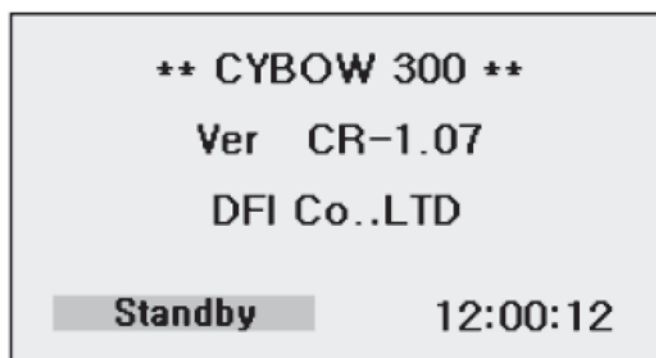 ** CYBOW 300 **
Ver CR-1.07
DFI Co..LTD
Standby 12:00:12